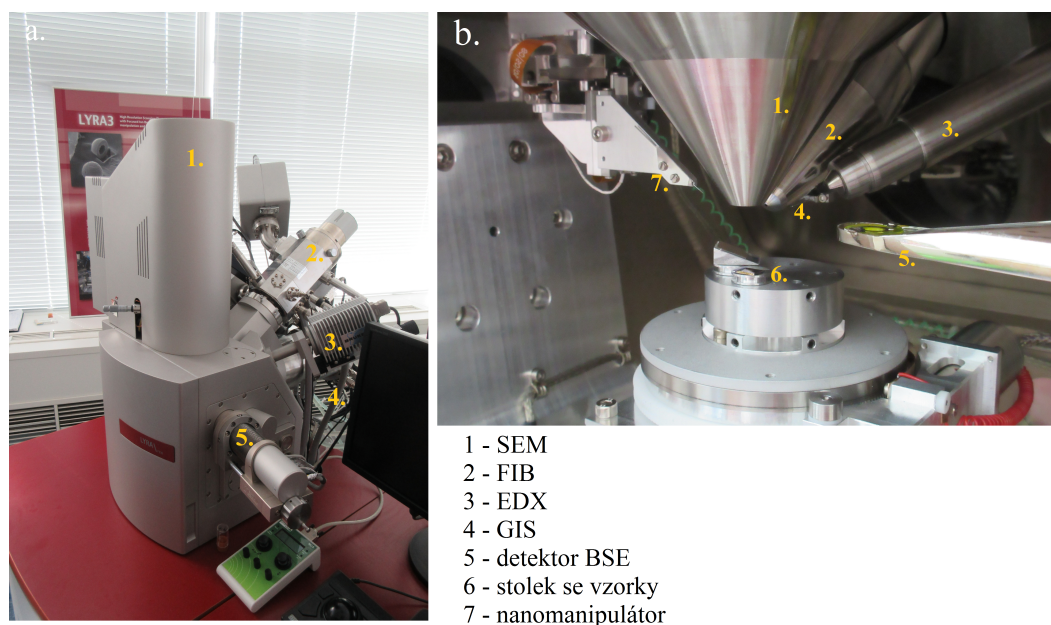 a.
LYRA3
1.
2.
3.
4.
5.
b.
1.
2.
3.
4.
5.
6.
7.
1 - SEM
2 - FIB
3 - EDX
4 - GIS
5 - detektor BSE
6 - stolek se vzorky
7 - nanomanipulátor